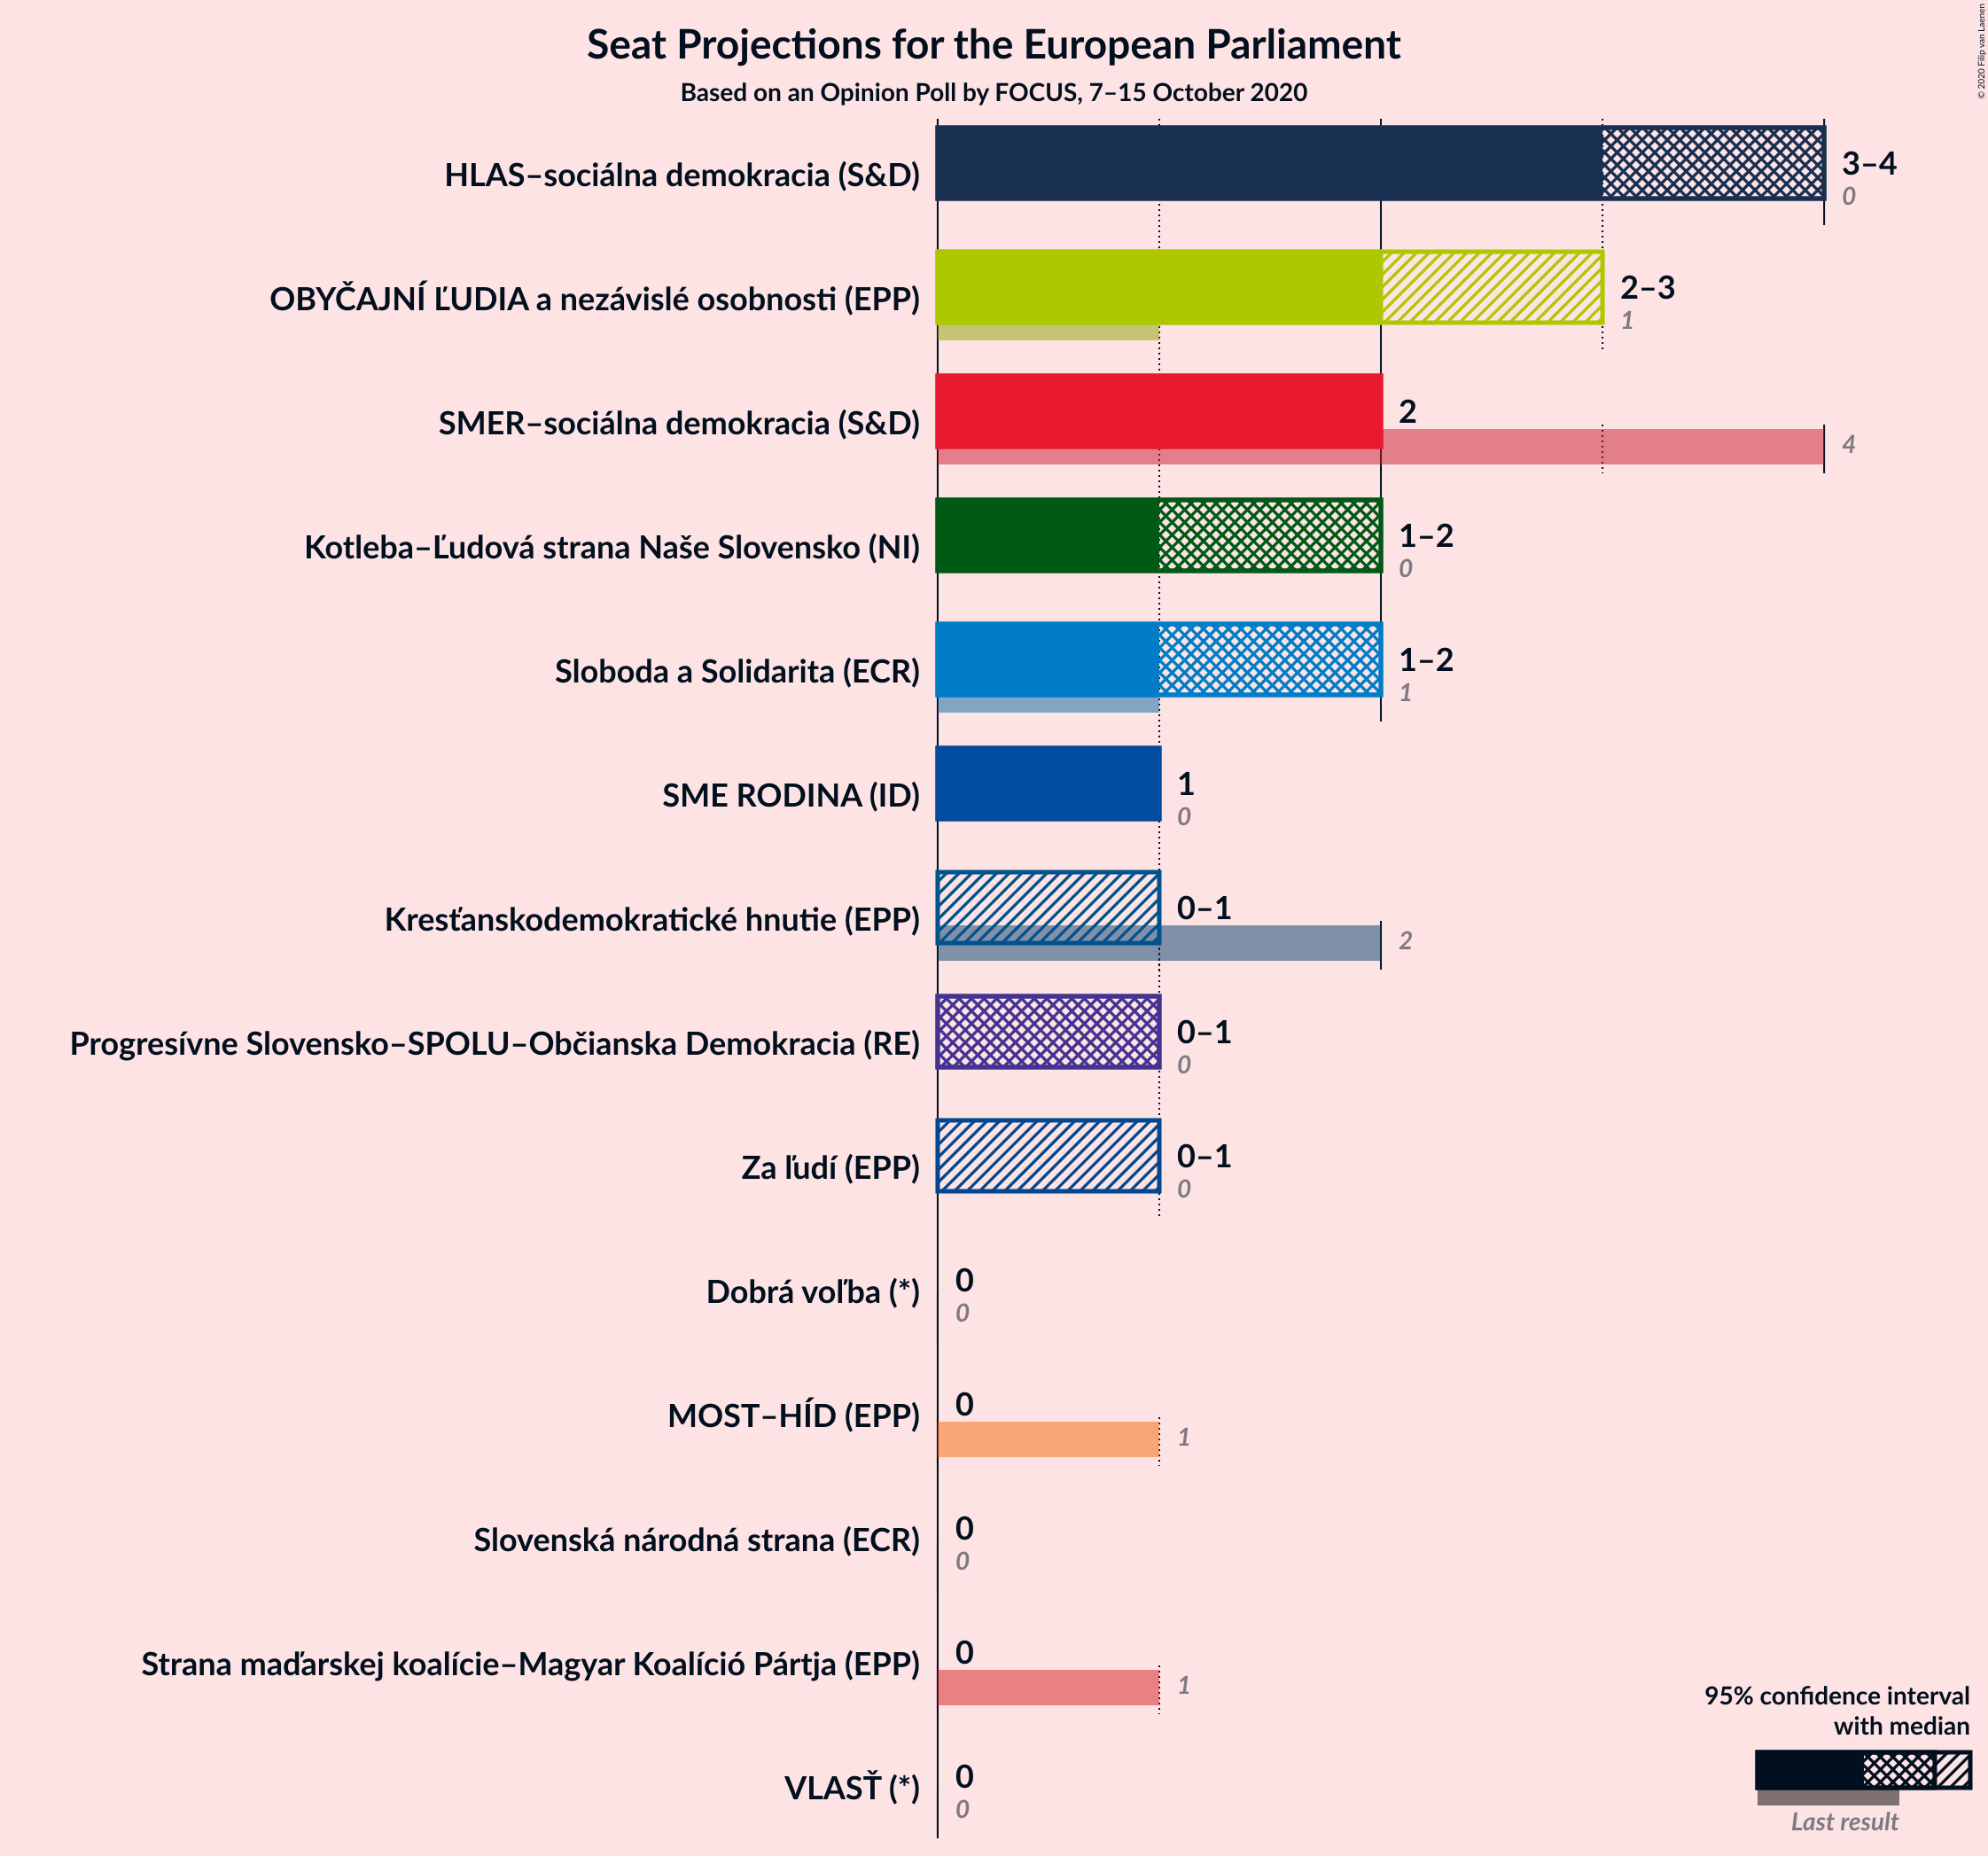 Seat Projections for the European Parliament
Based on an Opinion Poll by FOCUS, 7–15 October 2020
© 2020 Filip van Laenen
HLAS–sociálna demokracia (S&D)
3–4
0
OBYČAJNÍ ĽUDIA a nezávislé osobnosti (EPP)
2–3
1
SMER–sociálna demokracia (S&D)
2
4
Kotleba–Ľudová strana Naše Slovensko (NI)
1–2
0
Sloboda a Solidarita (ECR)
1–2
1
SME RODINA (ID)
1
0
Kresťanskodemokratické hnutie (EPP)
0–1
2
Progresívne Slovensko–SPOLU–Občianska Demokracia (RE)
0–1
0
Za ľudí (EPP)
0–1
0
Dobrá voľba (*)
0
0
MOST–HÍD (EPP)
0
1
Slovenská národná strana (ECR)
0
0
Strana maďarskej koalície–Magyar Koalíció Pártja (EPP)
0
1
VLASŤ (*)
0
0
95% confidence interval
with median
Last result